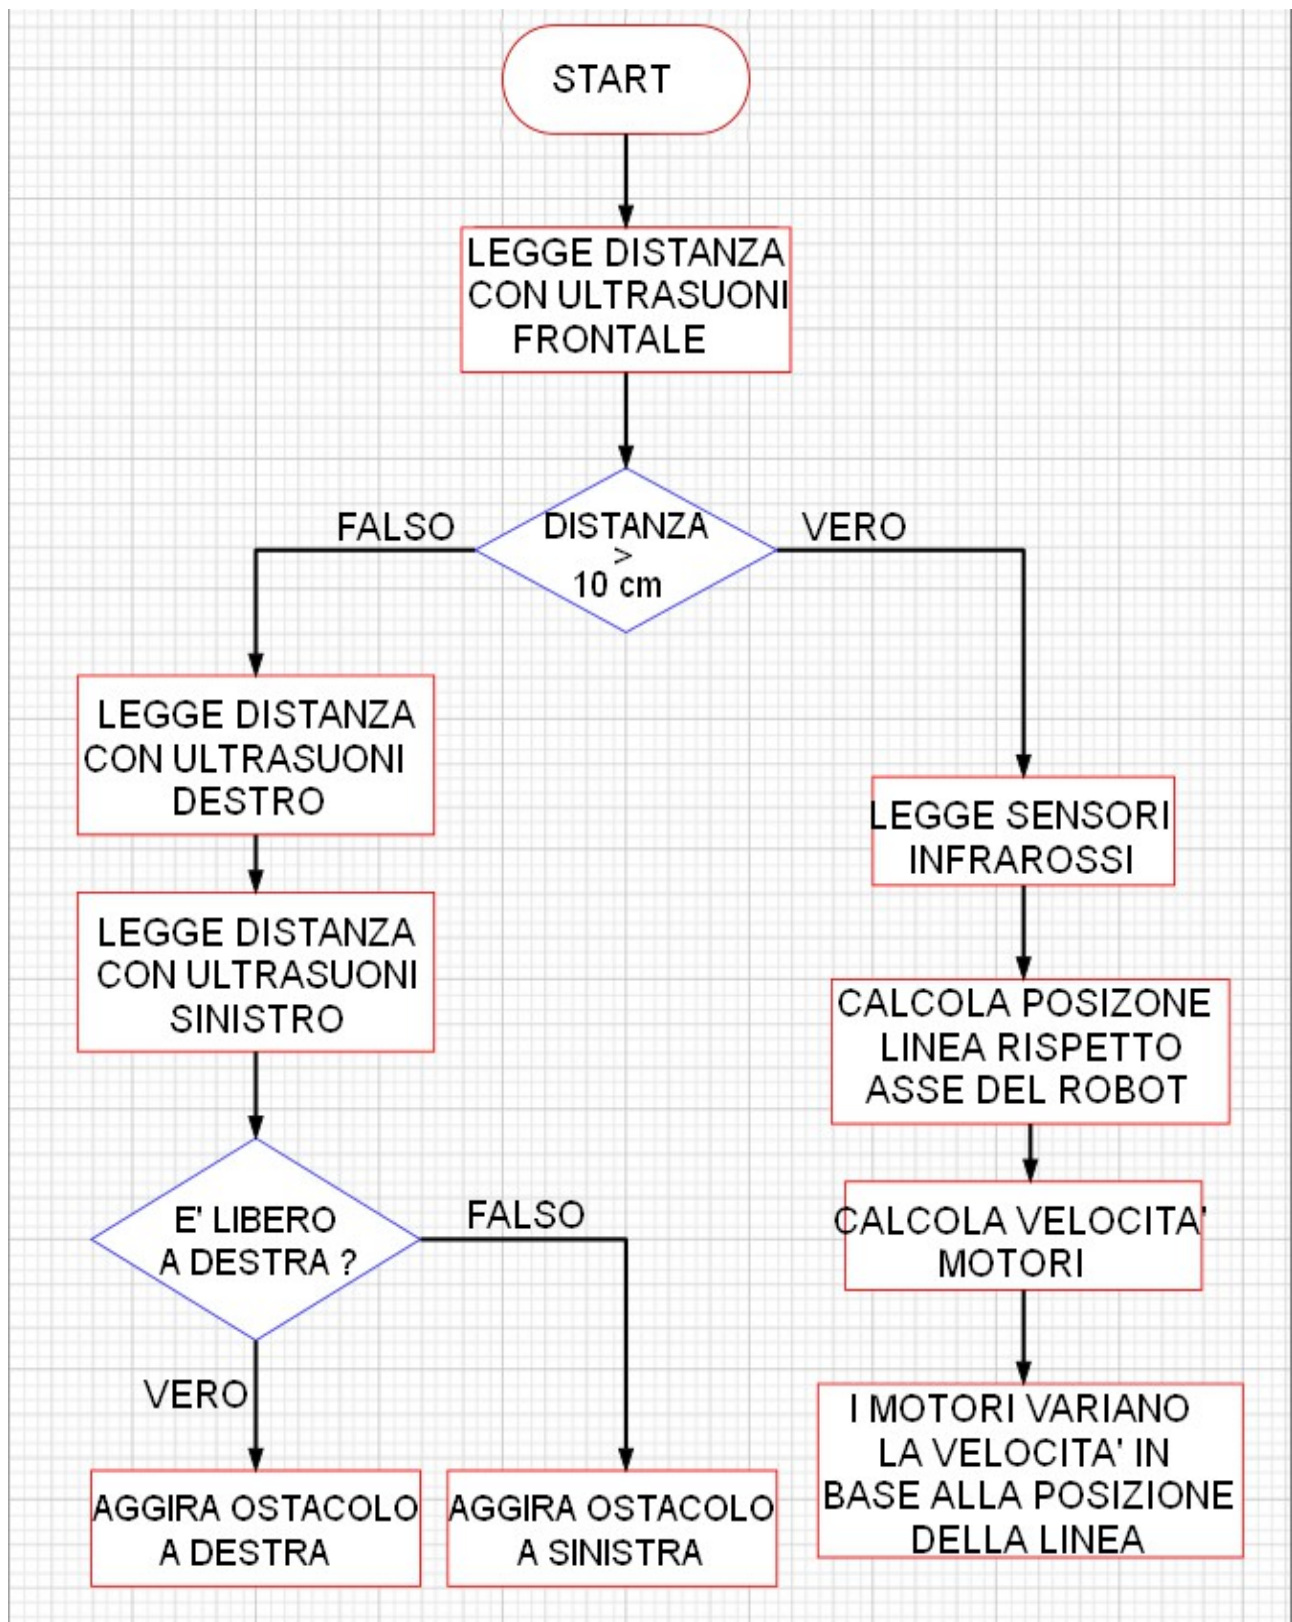 START
LEGGE DISTANZA
CON ULTRASUONI
FRONTALE
DISTANZA
>
10 cm
FALSO
VERO
LEGGE DISTANZA
CON ULTRASUONI
DESTRO
LEGGE DISTANZA
CON ULTRASUONI
SINISTRO
E' LIBERO
A DESTRA ?
FALSO
VERO
AGGIRA OSTACOLO
A DESTRA
AGGIRA OSTACOLO
A SINISTRA
LEGGE SENSORI
INFRAROSSI
CALCOLA POSIZONE
LINEA RISPETTO
ASSE DEL ROBOT
CALCOLA VELOCITA'
MOTORI
I MOTORI VARIANO
LA VELOCITA' IN
BASE ALLA POSIZIONE
DELLA LINEA